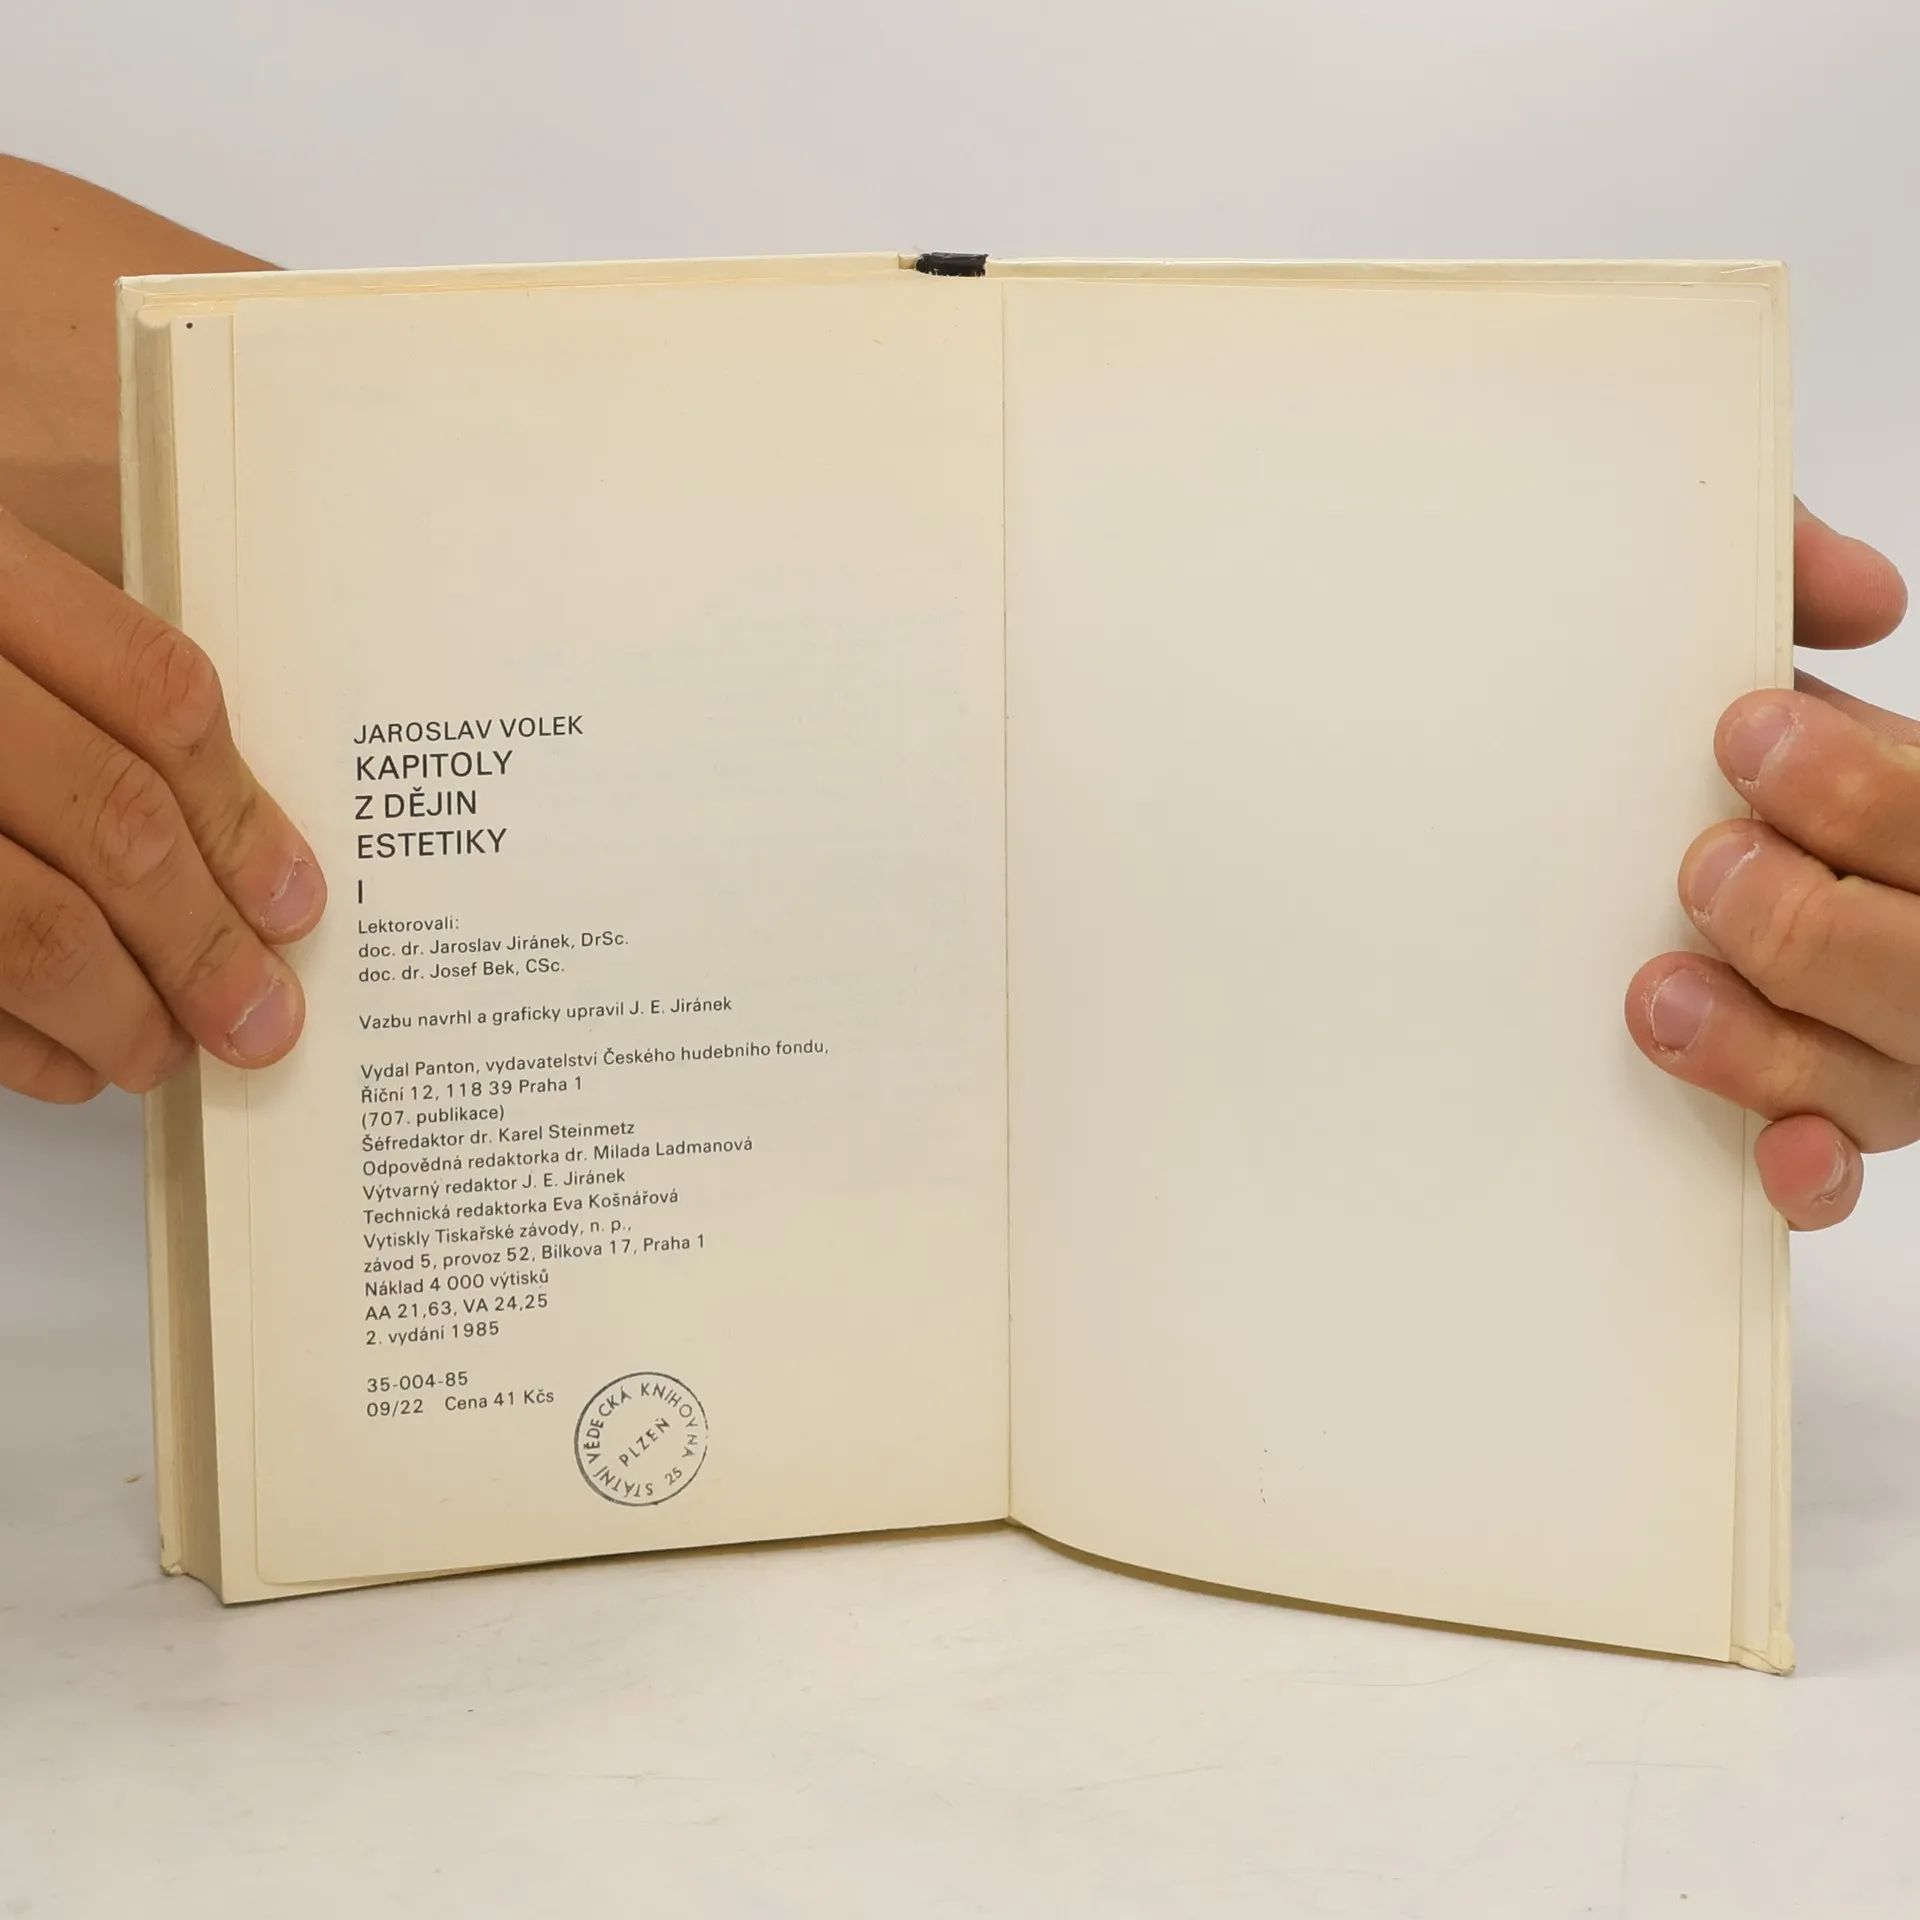 JAROSLAV VOLEK
KAPITOLY
Z DĚJIN
ESTETIKY
I
Lektorovali:
doc. dr. Jaroslav Jiránek, DrSc.
doc. dr. Josef Bek, CSc.
Vazbu navrhl a graficky upravil J. E. Jiránek
Vydal Panton, vydavatelství Českého hudebního fondu,
Říční 12, 118 39 Praha 1
(707. publikace)
Šéfredaktor dr. Karel Steinmetz
Odpovědná redaktorka dr. Milada Ladmanová
Výtvarný redaktor J. E. Jiránek
Technická redaktorka Eva Košnářová
Vytiskly Tiskařské závody, n. p.,
závod 5, provoz 52, Bílkova 17, Praha 1
Náklad 4 000 výtisků
AA 21,63, VA 24,25
2. vydání 1985
35-004-85
09/22 Cena 41 Kčs
STÁTNÍ VĚDECKÁ KNIHOVNA
PLZEŇ
25